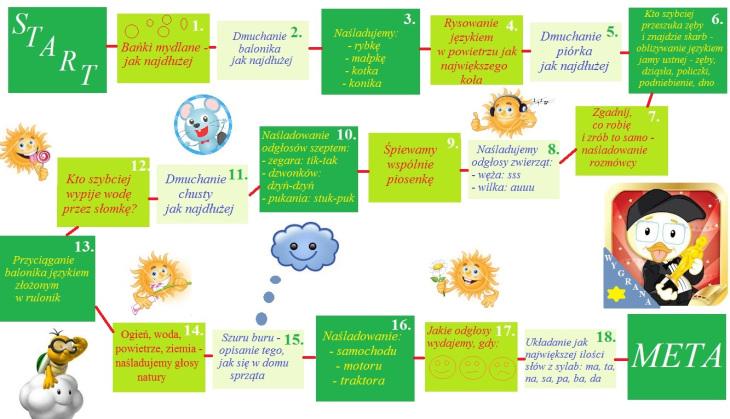 START
1.
Bańki mydlane -
jak najdłużej
2.
Dmuchanie
balonika
jak najdłużej
3.
Naśladujemy:
- rybkę
- małpkę
- kotka
- konika
4.
Rysowanie
językiem
w powietrzu jak
największego
koła
5.
Dmuchanie
piórka
jak najdłużej
6.
Kto szybciej
przeszuka zęby
i znajdzie skarb -
oblizywanie językiem
jamy ustnej - zęby,
dziąsła, policzki,
podniebienie, dno
7.
Zgadnij,
co robię
i zrób to samo -
naśladowanie
rozmówcy
8.
Naśladujemy
odgłosy zwierząt:
- węża: sss
- wilka: auuu
9.
Śpiewamy
wspólnie
piosenkę
10.
Naśladowanie
odgłosów szeptem:
- zegara: tik-tak
- dzwonków:
dzyń-dzyń
- pukania: stuk-puk
11.
Dmuchanie
chusty
jak najdłużej
12.
Kto szybciej
wypije wodę
przez słomkę?
13.
Przyciąganie
balonika językiem
złożonym
w rulonik
14.
Ogień, woda,
powietrze, ziemia -
naśladujemy głosy
natury
15.
Szuru buru -
opisanie tego,
jak się w domu
sprząta
16.
Naśladowanie:
- samochodu
- motoru
- traktora
17.
Jakie odgłosy
wydajemy, gdy:
18.
Układanie jak
największej ilości
słów z sylab: ma, ta,
na, sa, pa, ba, da
META
WYGRANA